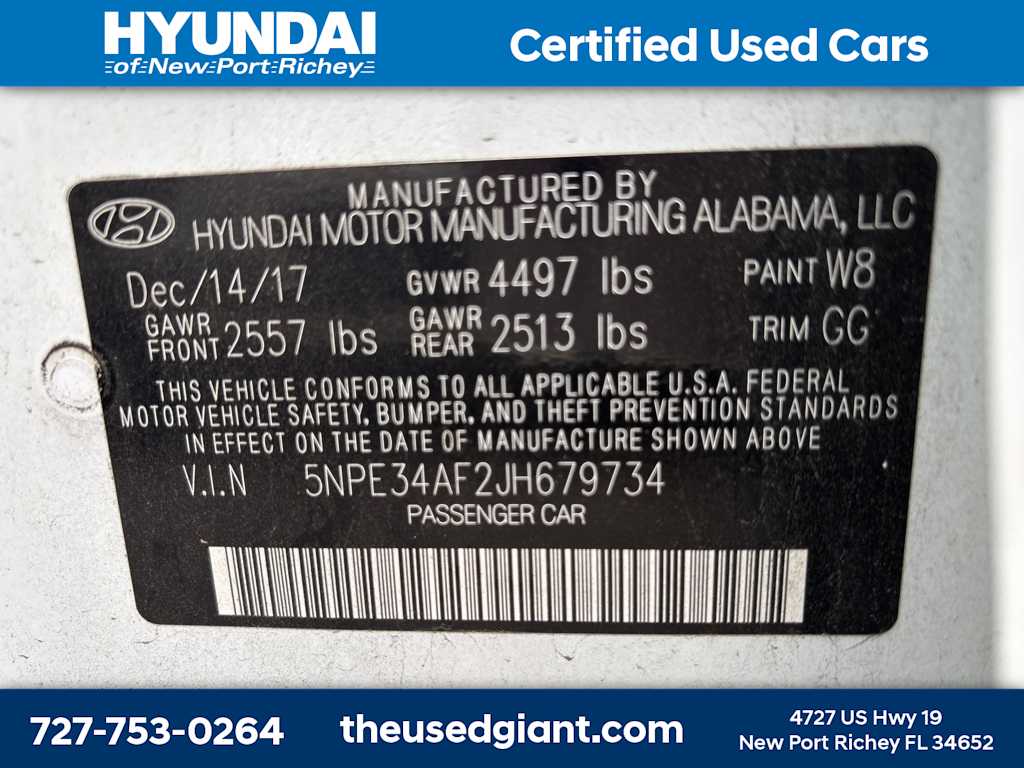 HYUNDAI
of New Port Richey
Certified Used Cars
MANUFACTURED BY
HYUNDAI MOTOR MANUFACTURING ALABAMA, LLC
Dec/14/17 GVWR 4497 lbs PAINT W8
GAWR FRONT 2557 lbs GAWR REAR 2513 lbs TRIM GG
THIS VEHICLE CONFORMS TO ALL APPLICABLE U.S.A. FEDERAL
MOTOR VEHICLE SAFETY, BUMPER, AND THEFT PREVENTION STANDARDS
IN EFFECT ON THE DATE OF MANUFACTURE SHOWN ABOVE
V.I.N 5NPE34AF2JH679734
PASSENGER CAR
727-753-0264
theusedgiant.com
4727 US Hwy 19
New Port Richey FL 34652